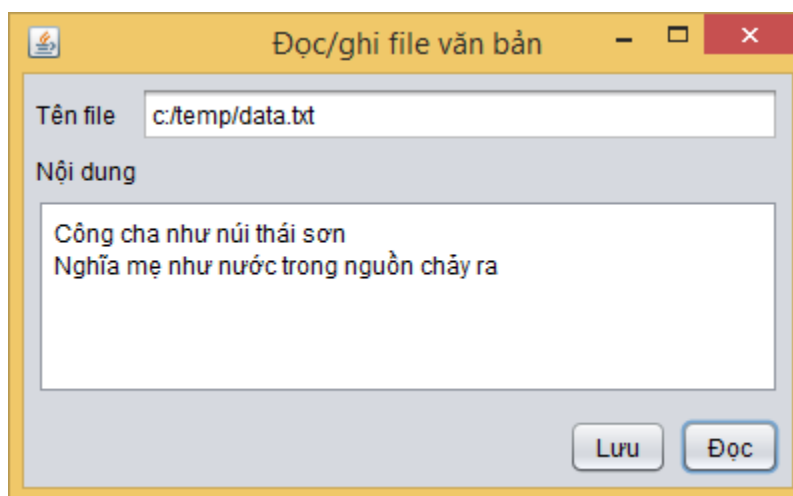 Đọc/ghi file văn bản
Tên file c:/temp/data.txt
Nội dung
Công cha như núi thái sơn
Nghĩa mẹ như nước trong nguồn chảy ra
Lưu Đọc